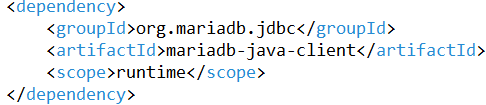 <dependency>
    <groupId>org.mariadb.jdbc</groupId>
    <artifactId>mariadb-java-client</artifactId>
    <scope>runtime</scope>
</dependency>